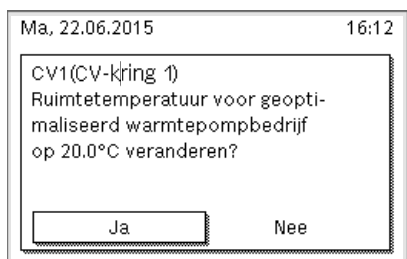 Ma, 22.06.2015 16:12
CV1(CV-kring 1)
Ruimtetemperatuur voor geopti-
maliseerd warmtepompbedrijf
op 20.0°C veranderen?
Ja Nee